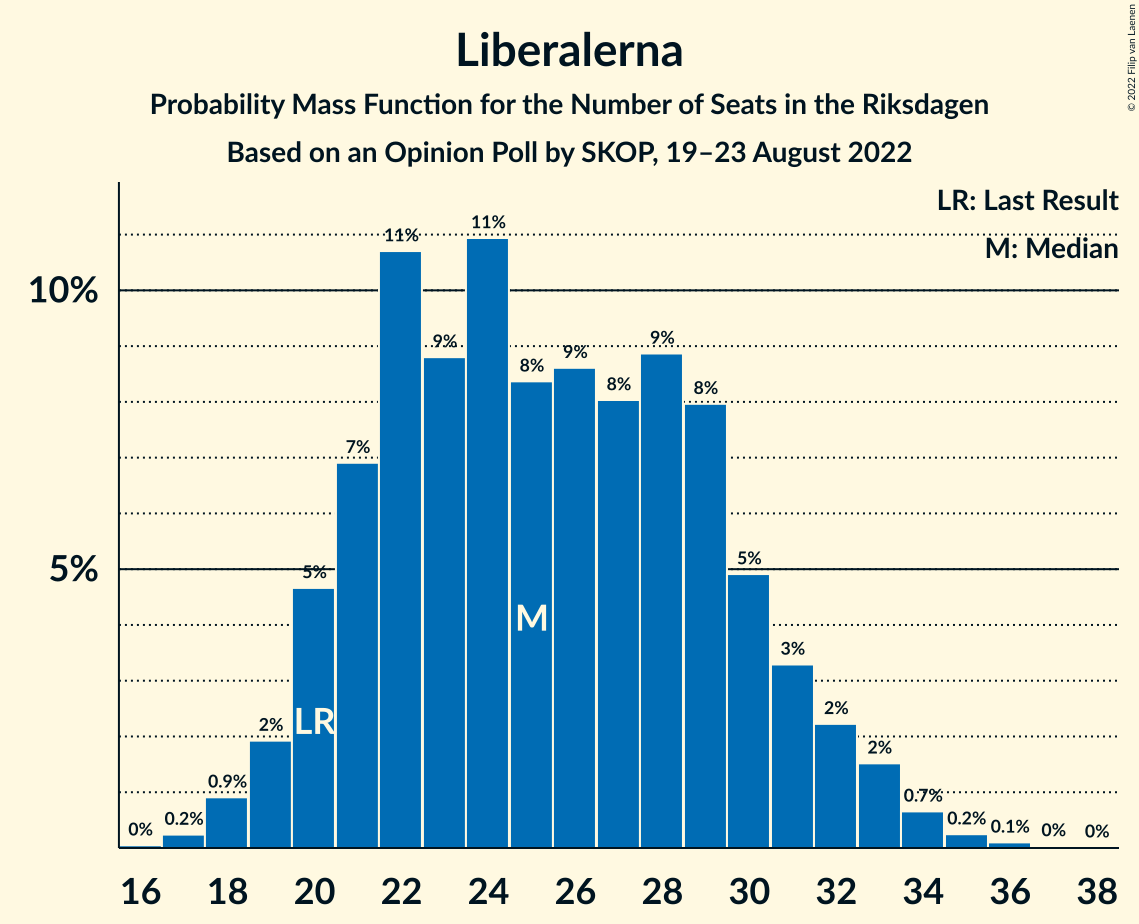 Liberalerna
Probability Mass Function for the Number of Seats in the Riksdagen
Based on an Opinion Poll by SKOP, 19–23 August 2022
© 2022 Filip van Laenen
LR: Last Result
M: Median
10%
5%
0%
0.2%
0.9%
2%
5%
7%
11%
9%
11%
8%
9%
8%
9%
8%
5%
3%
2%
2%
0.7%
0.2%
0.1%
0%
0%
LR
M
16 18 20 22 24 26 28 30 32 34 36 38